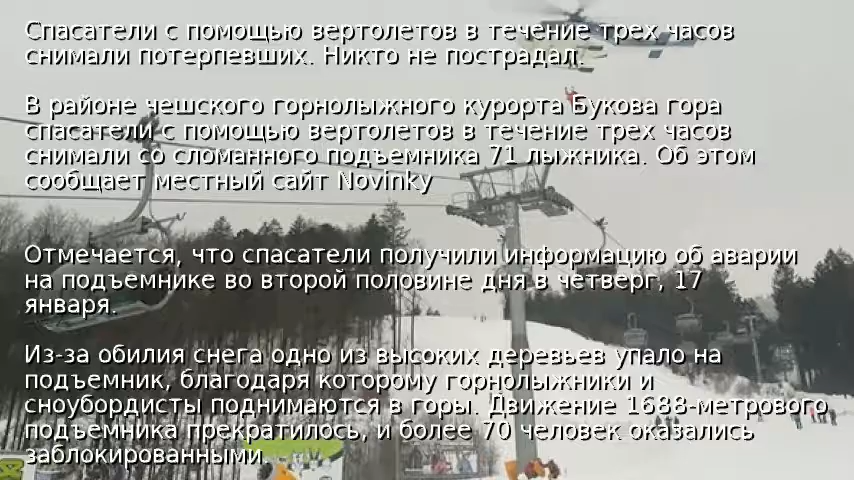 Спасатели с помощью вертолетов в течение трех часов
снимали потерпевших. Никто не пострадал.
В районе чешского горнолыжного курорта Букова гора
спасатели с помощью вертолетов в течение трех часов
снимали со сломанного подъемника 71 лыжника. Об этом
сообщает местный сайт Novinky
Отмечается, что спасатели получили информацию об аварии
на подъемнике во второй половине дня в четверг, 17
января.
Из-за обилия снега одно из высоких деревьев упало на
подъемник, благодаря которому горнолыжники и
сноубордисты поднимаются в горы. Движение 1688-метрового
подъемника прекратилось, и более 70 человек оказались
заблокированными.